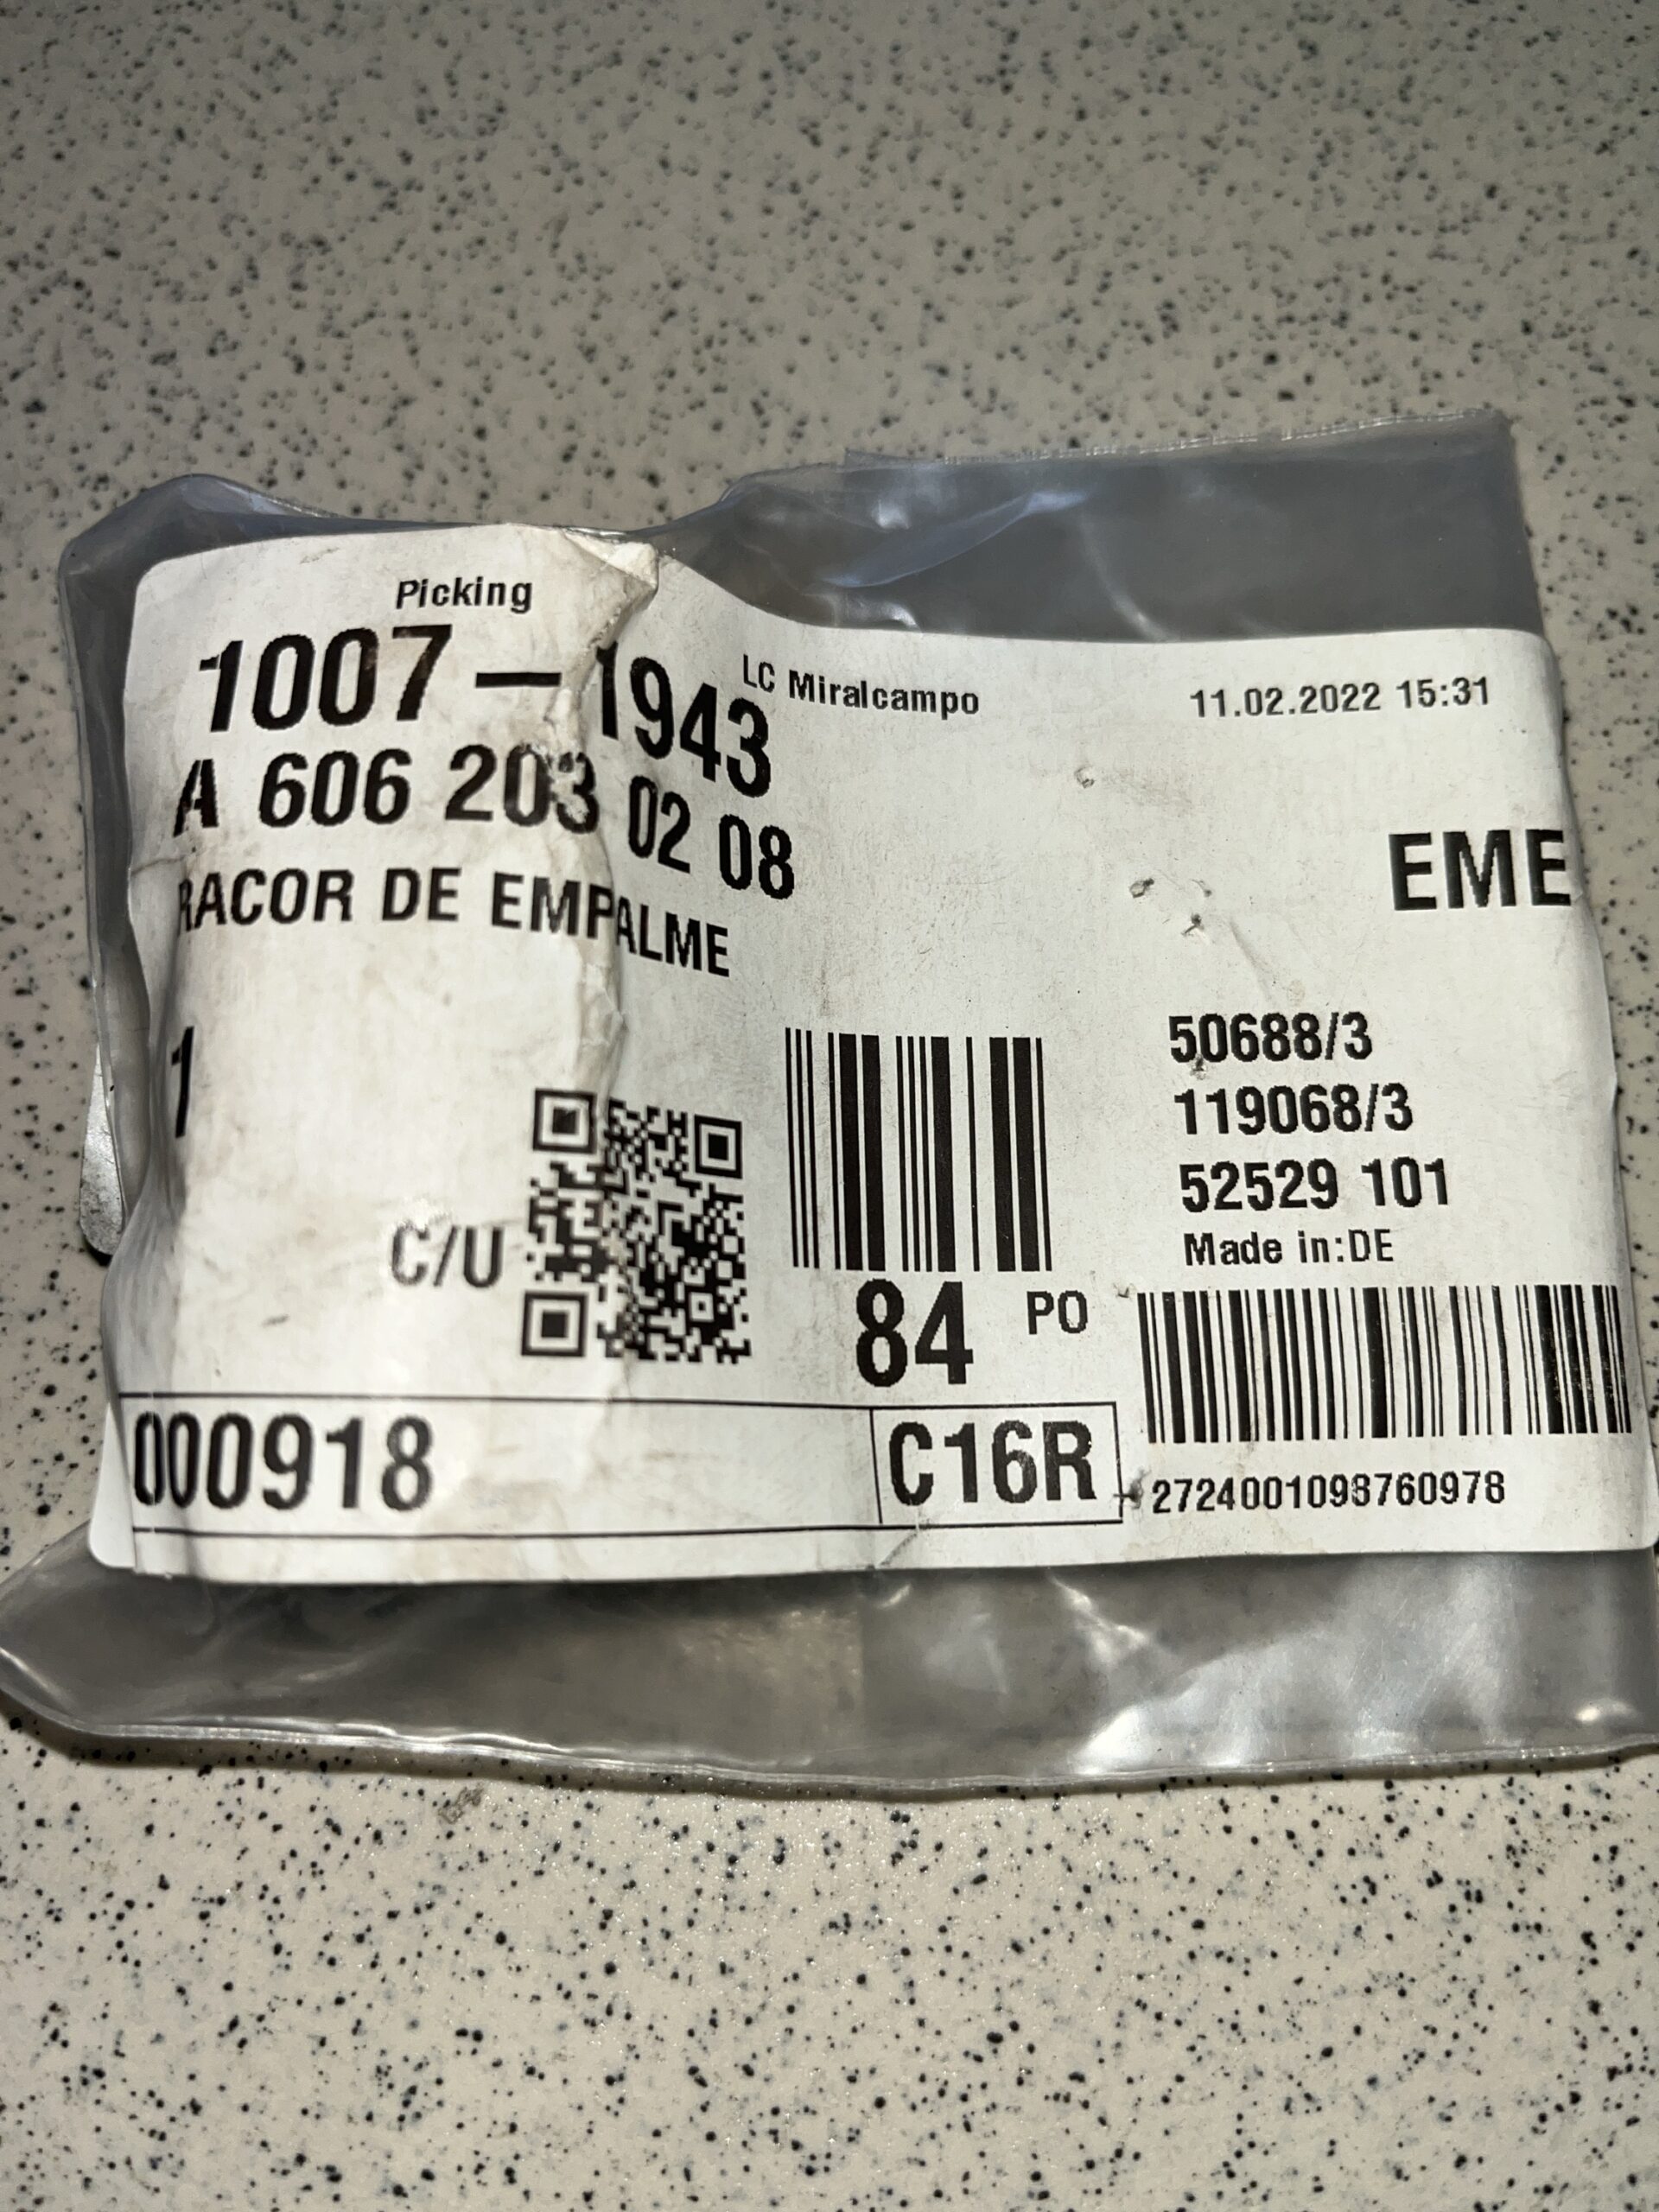 Picking
1007-1943
LC Miralcampo
11.02.2022 15:31
A 606 203 02 08
EME
RACOR DE EMPALME
1
C/U
84 PO
50688/3
119068/3
52529 101
Made in:DE
000918
C16R
2724001093760978